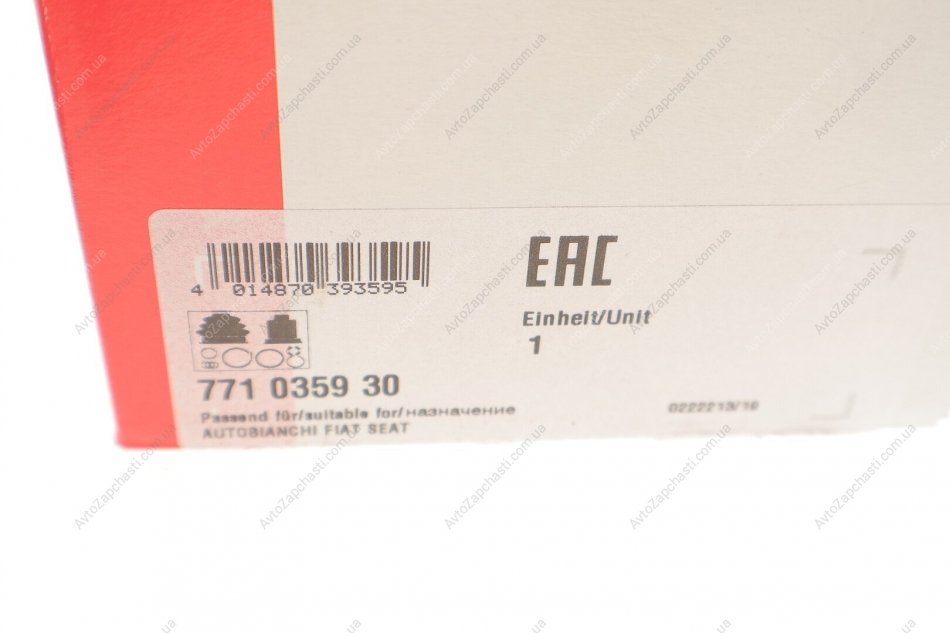 4 014870 393595
EAC
Einheit/Unit
1
771 0359 30
Passend für/suitable for/назначение
AUTOBIANCHI FIAT SEAT
0222213/10
AvtoZapchasti.com.ua